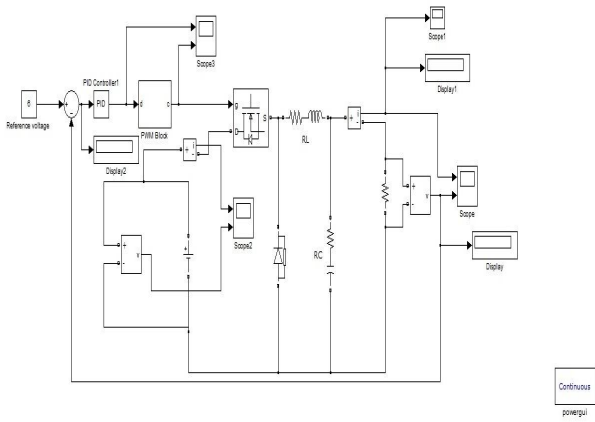 Scope1
Scope3
PID Controller1
Display1
6
+
-
PID
d
c
g
S
D
Reference voltage
PWM Block
RL
+
i
-
Display2
+
i
-
+
-
v
Scope
Scope2
+
-
v
+
RC
Display
Continuous
powergui